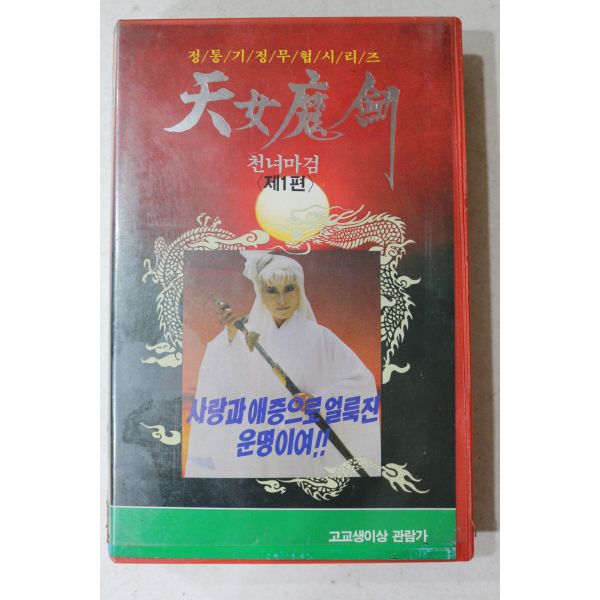 정/통/기/정/무/협/시/리/즈
天女魔劍
천녀마검
〈제1편〉
사랑과 애증으로 얼룩진
운명이여!!
고교생이상 관람가